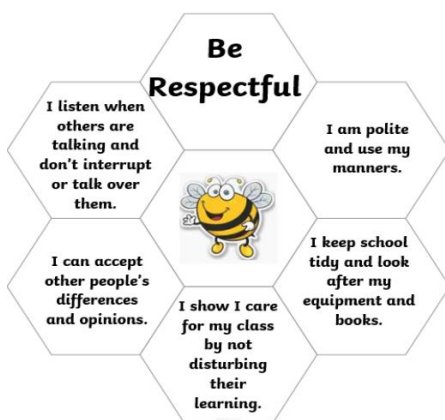 Be
Respectful
I listen when
others are
talking and
don't interrupt
or talk over
them.
I am polite
and use my
manners.
I can accept
other people's
differences
and opinions.
I keep school
tidy and look
after my
equipment and
books.
I show I care
for my class
by not
disturbing
their
learning.